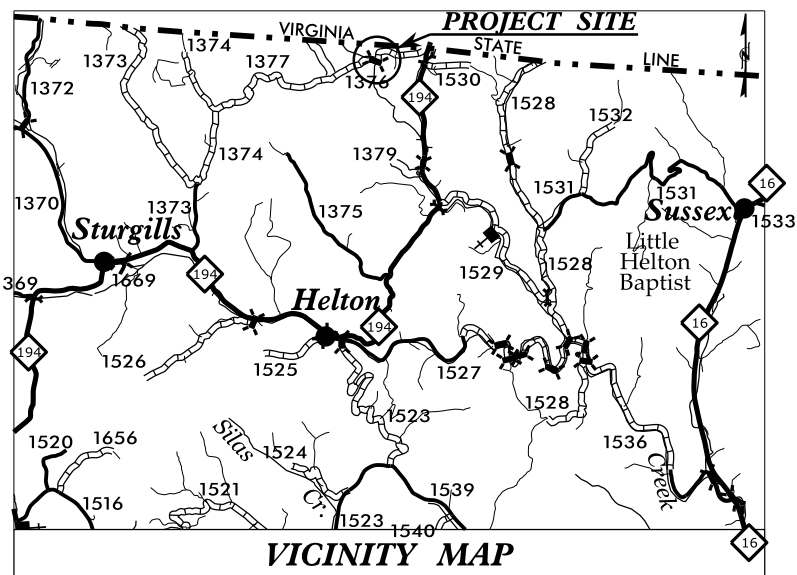 PROJECT SITE
VIRGINIA
STATE
LINE
1373
1374
1377
1376
1530
1372
194
1528
1532
1374
1379
1531
1531
16
1370
1373
1375
Sturgills
Sussex
1533
1669
194
1529
1528
Little
Helton
Baptist
369
Helton
194
16
194
1526
1525
1527
1523
1528
1536
Silas
Cr.
1520
1656
1524
Creek
1516
1521
1539
1523
1540
16
VICINITY MAP